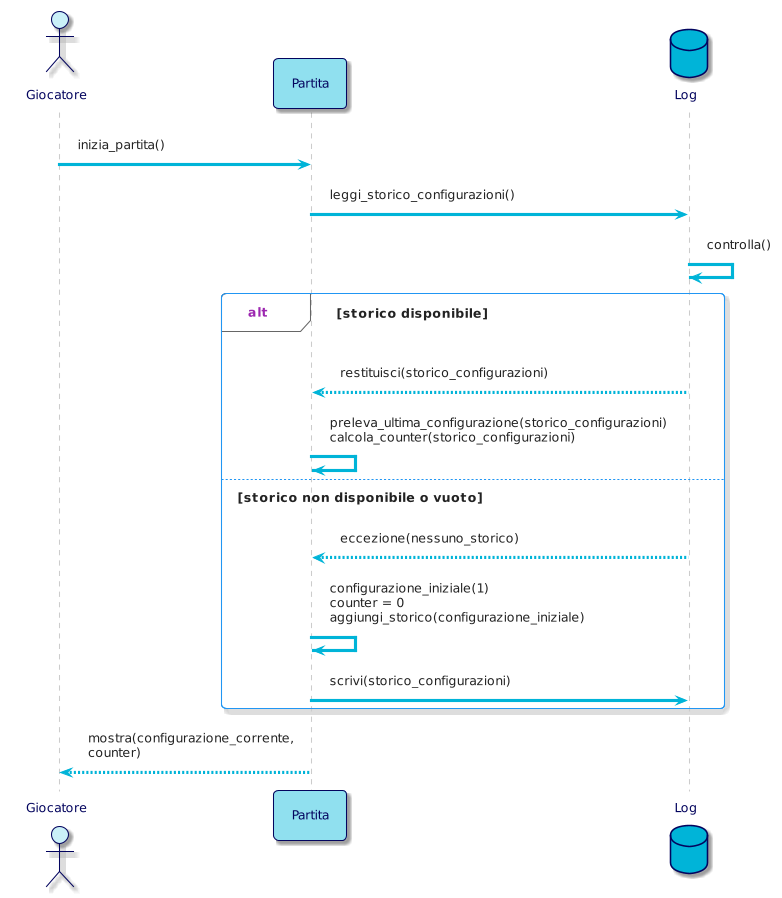 Giocatore
Partita
Log
inizia_partita()
leggi_storico_configurazioni()
controlla()
alt
[storico disponibile]
restituisci(storico_configurazioni)
preleva_ultima_configurazione(storico_configurazioni)
calcola_counter(storico_configurazioni)
[storico non disponibile o vuoto]
eccezione(nessuno_storico)
configurazione_iniziale(1)
counter = 0
aggiungi_storico(configurazione_iniziale)
scrivi(storico_configurazioni)
mostra(configurazione_corrente,
counter)
Giocatore
Partita
Log